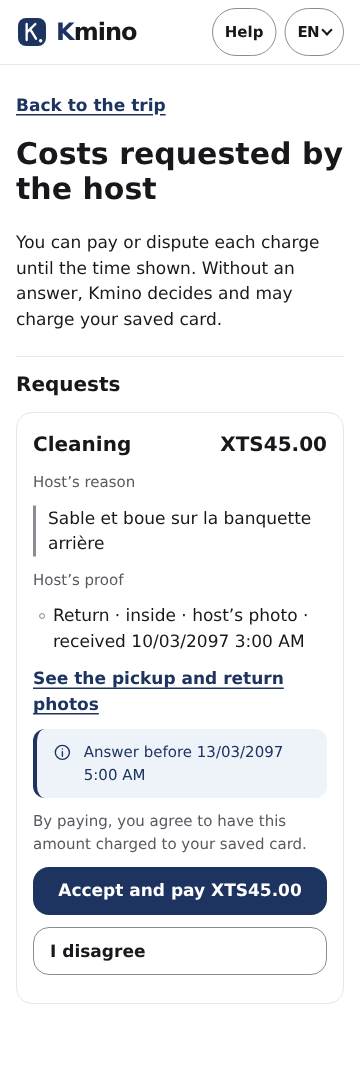 Kmino
Help
EN
Back to the trip
Costs requested by
the host
You can pay or dispute each charge
until the time shown. Without an
answer, Kmino decides and may
charge your saved card.
Requests
Cleaning XTS45.00
Host’s reason
Sable et boue sur la banquette
arrière
Host’s proof
Return · inside · host’s photo ·
received 10/03/2097 3:00 AM
See the pickup and return
photos
Answer before 13/03/2097
5:00 AM
By paying, you agree to have this
amount charged to your saved card.
Accept and pay XTS45.00
I disagree